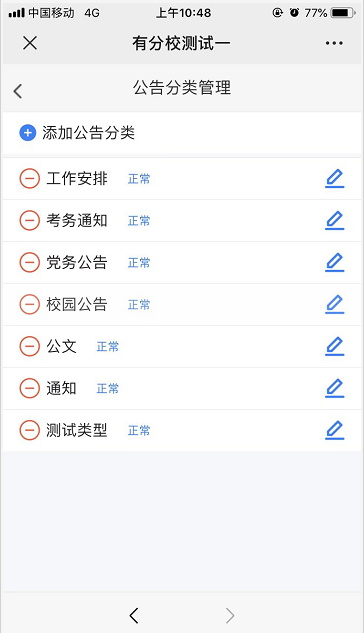 中国移动 4G 上午10:48 77%
有分校测试一
公告分类管理
添加公告分类
工作安排 正常
考务通知 正常
党务公告 正常
校园公告 正常
公文 正常
通知 正常
测试类型 正常